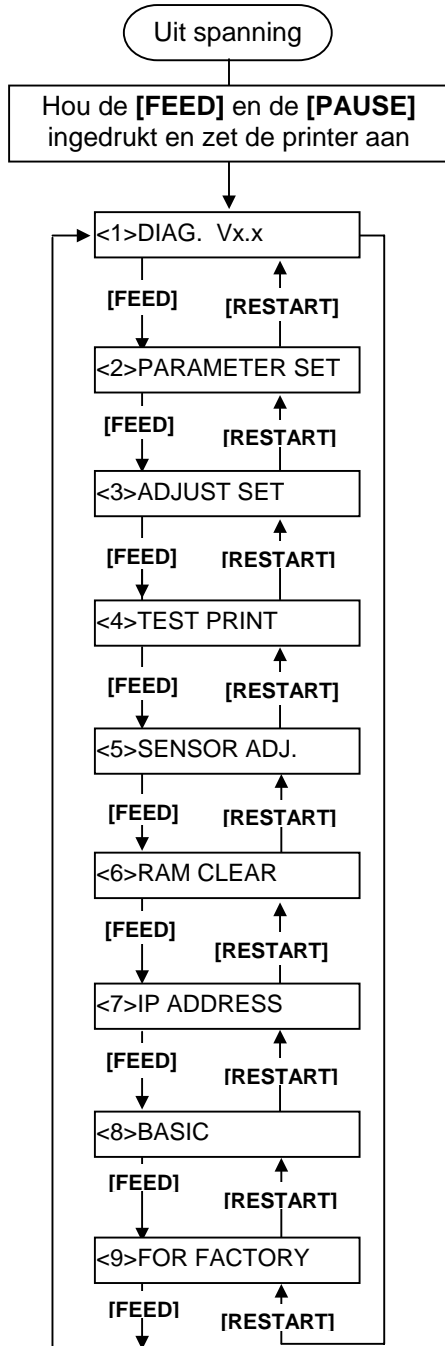 Uit spanning
Hou de [FEED] en de [PAUSE]
ingedrukt en zet de printer aan
<1>DIAG. Vx.x
[FEED] [RESTART]
<2>PARAMETER SET
[FEED] [RESTART]
<3>ADJUST SET
[FEED] [RESTART]
<4>TEST PRINT
[FEED] [RESTART]
<5>SENSOR ADJ.
[FEED] [RESTART]
<6>RAM CLEAR
[FEED] [RESTART]
<7>IP ADDRESS
[FEED] [RESTART]
<8>BASIC
[FEED] [RESTART]
<9>FOR FACTORY
[FEED] [RESTART]